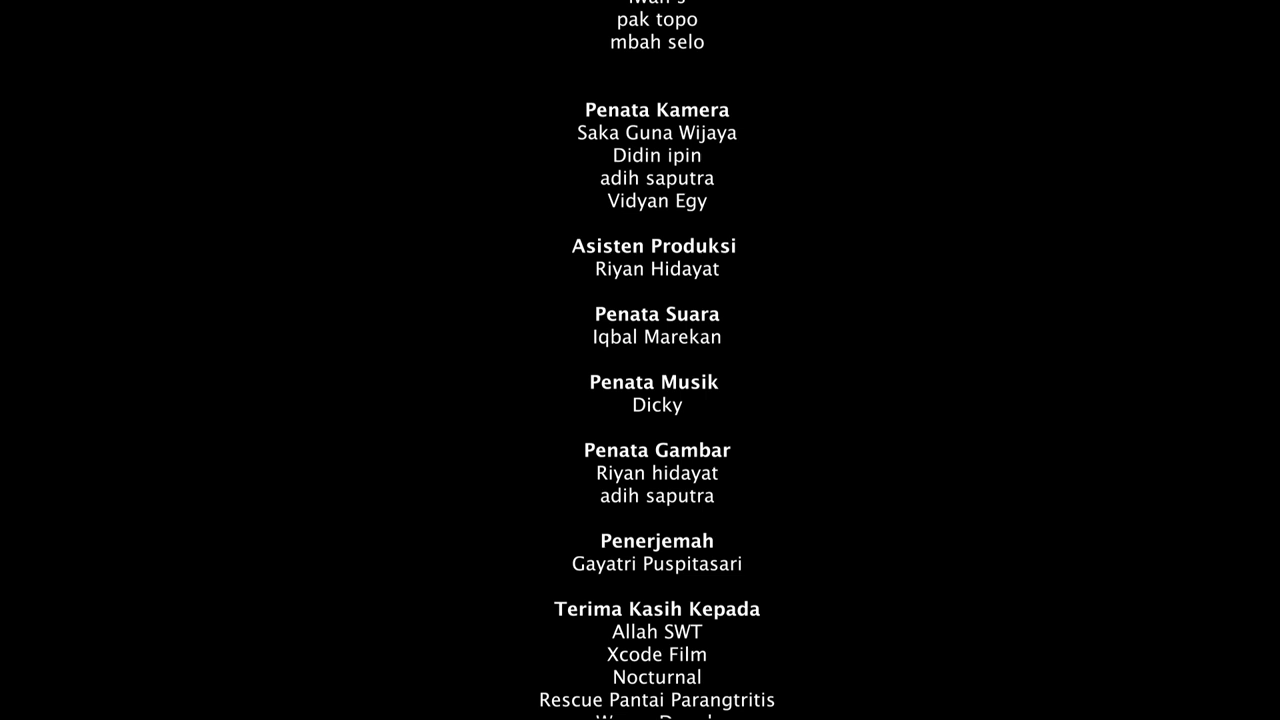 pak topo
mbah selo
Penata Kamera
Saka Guna Wijaya
Didin ipin
adih saputra
Vidyan Egy
Asisten Produksi
Riyan Hidayat
Penata Suara
Iqbal Marekan
Penata Musik
Dicky
Penata Gambar
Riyan hidayat
adih saputra
Penerjemah
Gayatri Puspitasari
Terima Kasih Kepada
Allah SWT
Xcode Film
Nocturnal
Rescue Pantai Parangtritis